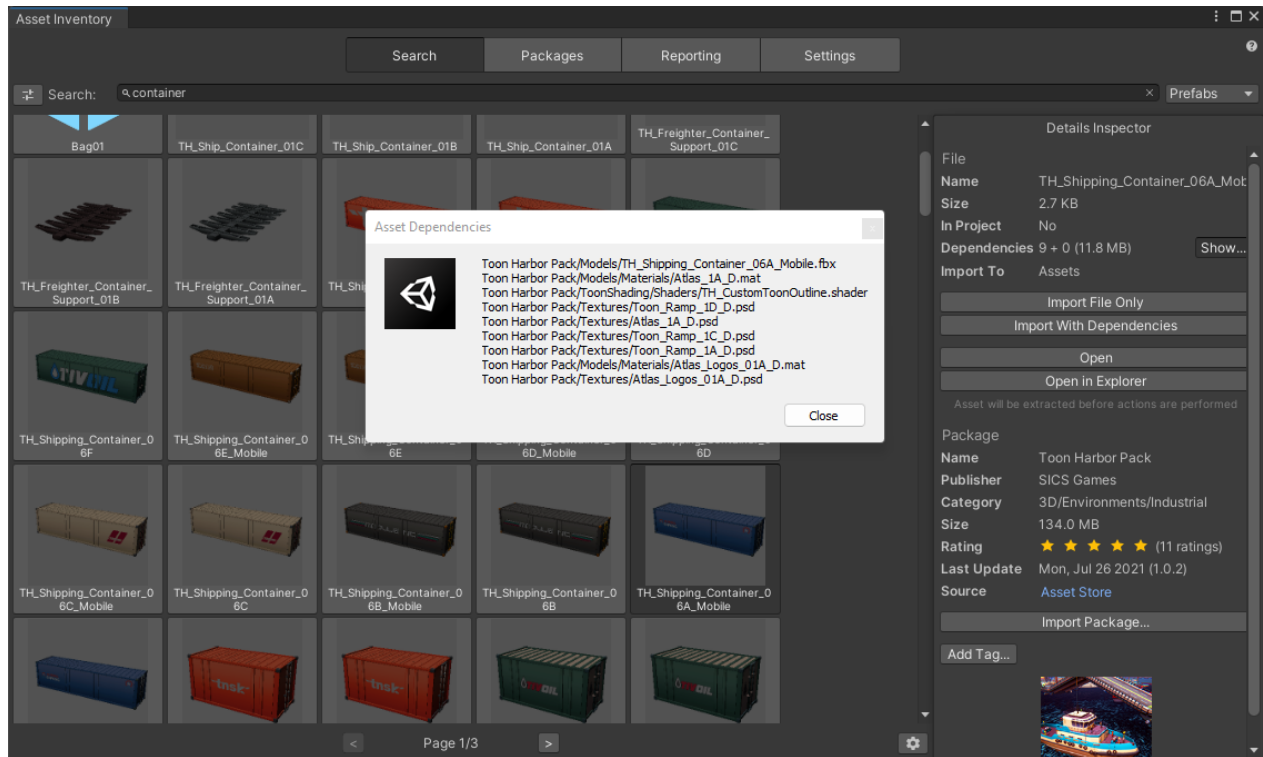 Asset Inventory
Search
Packages
Reporting
Settings
Search:
container
Prefabs
Bag01
TH_Ship_Container_01C
TH_Ship_Container_01B
TH_Ship_Container_01A
TH_Freighter_Container_
Support_01C
TH_Freighter_Container_
Support_01B
TH_Freighter_Container_
Support_01A
TH_Shipping_Container_0
6F
TH_Shipping_Container_0
6E_Mobile
6E
6D_Mobile
6D
TH_Shipping_Container_0
6C_Mobile
TH_Shipping_Container_0
6C
TH_Shipping_Container_0
6B_Mobile
TH_Shipping_Container_0
6B
TH_Shipping_Container_0
6A_Mobile
-tnsk-
-tnsk-
Page 1/3
<
>
Asset Dependencies
Toon Harbor Pack/Models/TH_Shipping_Container_06A_Mobile.fbx
Toon Harbor Pack/Models/Materials/Atlas_1A_D.mat
Toon Harbor Pack/ToonShading/Shaders/TH_CustomToonOutline.shader
Toon Harbor Pack/Textures/Toon_Ramp_1D_D.psd
Toon Harbor Pack/Textures/Atlas_1A_D.psd
Toon Harbor Pack/Textures/Toon_Ramp_1C_D.psd
Toon Harbor Pack/Textures/Toon_Ramp_1A_D.psd
Toon Harbor Pack/Models/Materials/Atlas_Logos_01A_D.mat
Toon Harbor Pack/Textures/Atlas_Logos_01A_D.psd
Close
Details Inspector
File
Name TH_Shipping_Container_06A_Mob
Size 2.7 KB
In Project No
Dependencies 9 + 0 (11.8 MB) Show...
Import To Assets
Import File Only
Import With Dependencies
Open
Open in Explorer
Asset will be extracted before actions are performed
Package
Name Toon Harbor Pack
Publisher SICS Games
Category 3D/Environments/Industrial
Size 134.0 MB
Rating (11 ratings)
Last Update Mon, Jul 26 2021 (1.0.2)
Source Asset Store
Import Package...
Add Tag...